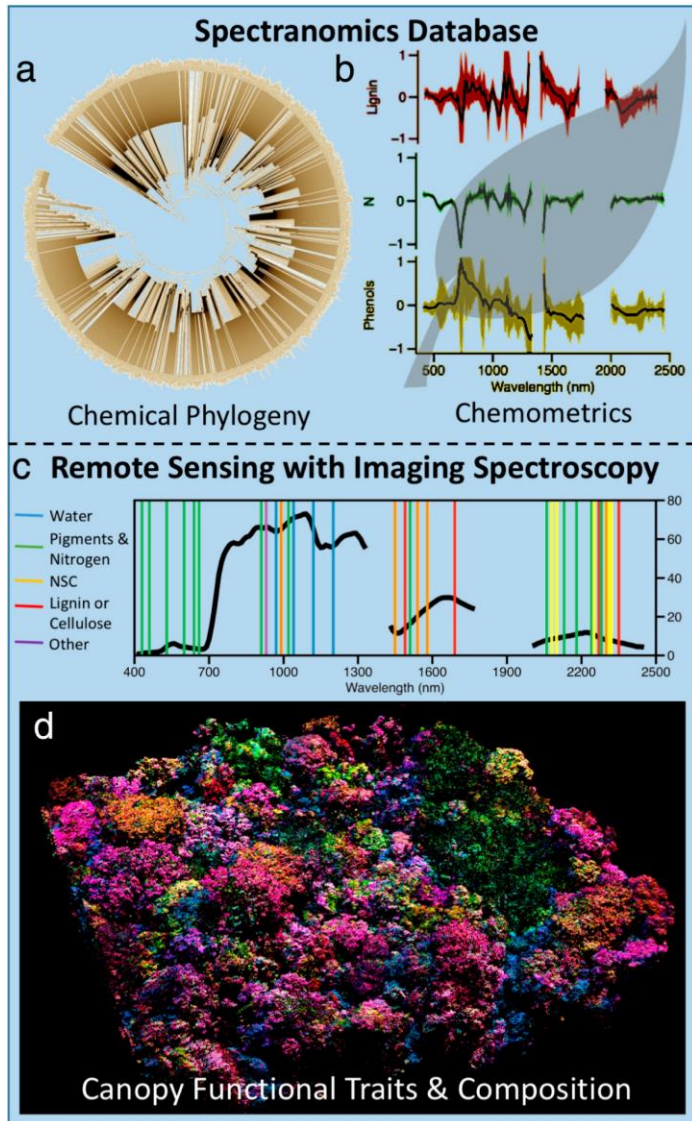 Spectranomics Database
a
b
1
0
−1
Lignin
1
0
−1
N
1
0
−1
Phenols
500 1000 1500 2000 2500
Wavelength (nm)
Chemical Phylogeny
Chemometrics
c Remote Sensing with Imaging Spectroscopy
Water
Pigments &
Nitrogen
NSC
Lignin or
Cellulose
Other
80
60
40
20
0
400 700 1000 1300 1600 1900 2200 2500
Wavelength (nm)
d
Canopy Functional Traits & Composition